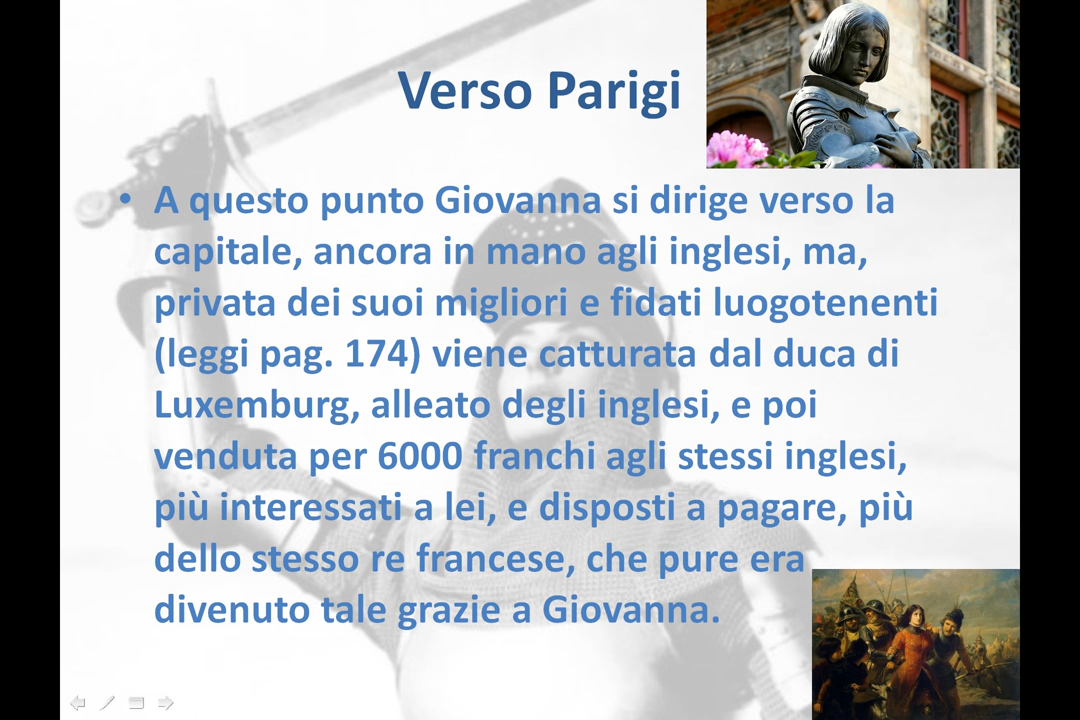 Verso Parigi
• A questo punto Giovanna si dirige verso la
capitale, ancora in mano agli inglesi, ma,
privata dei suoi migliori e fidati luogotenenti
(leggi pag. 174) viene catturata dal duca di
Luxemburg, alleato degli inglesi, e poi
venduta per 6000 franchi agli stessi inglesi,
più interessati a lei, e disposti a pagare, più
dello stesso re francese, che pure era
divenuto tale grazie a Giovanna.